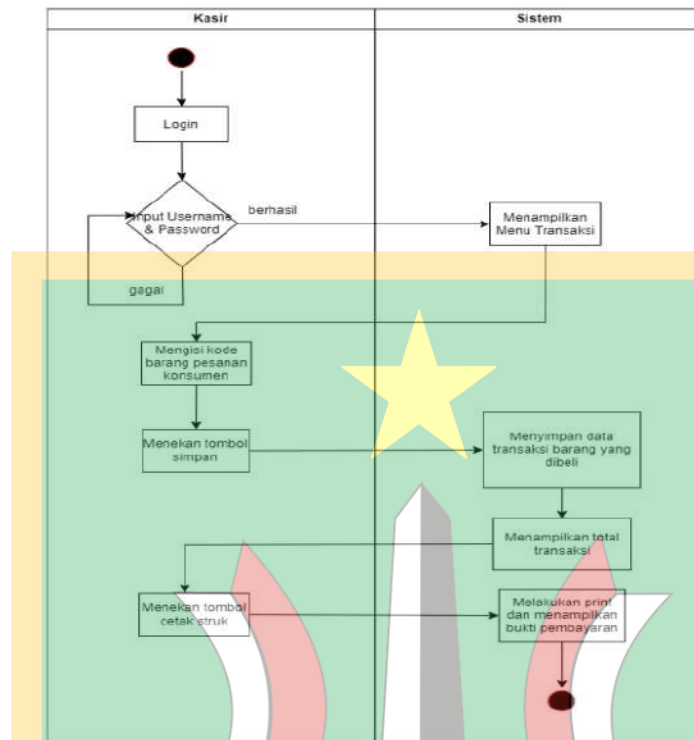 Kasir
Sistem
Login
Input Username
& Password
berhasil
gagal
Menampilkan
Menu Transaksi
Mengisi kode
barang pesanan
konsumen
Menekan tombol
simpan
Menyimpan data
transaksi barang yang
dibeli
Menampilkan total
transaksi
Menekan tombol
cetak struk
Melakukan print
dan menampilkan
bukti pembayaran